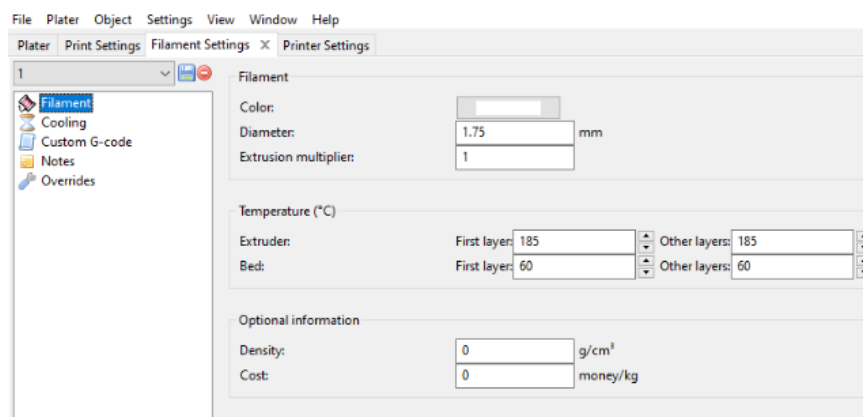 File Plater Object Settings View Window Help
Plater Print Settings Filament Settings X Printer Settings
1
Filament
Cooling
Custom G-code
Notes
Overrides
Filament
Color:
Diameter: 1.75 mm
Extrusion multiplier: 1
Temperature (°C)
Extruder: First layer: 185 Other layers: 185
Bed: First layer: 60 Other layers: 60
Optional information
Density: 0 g/cm³
Cost: 0 money/kg